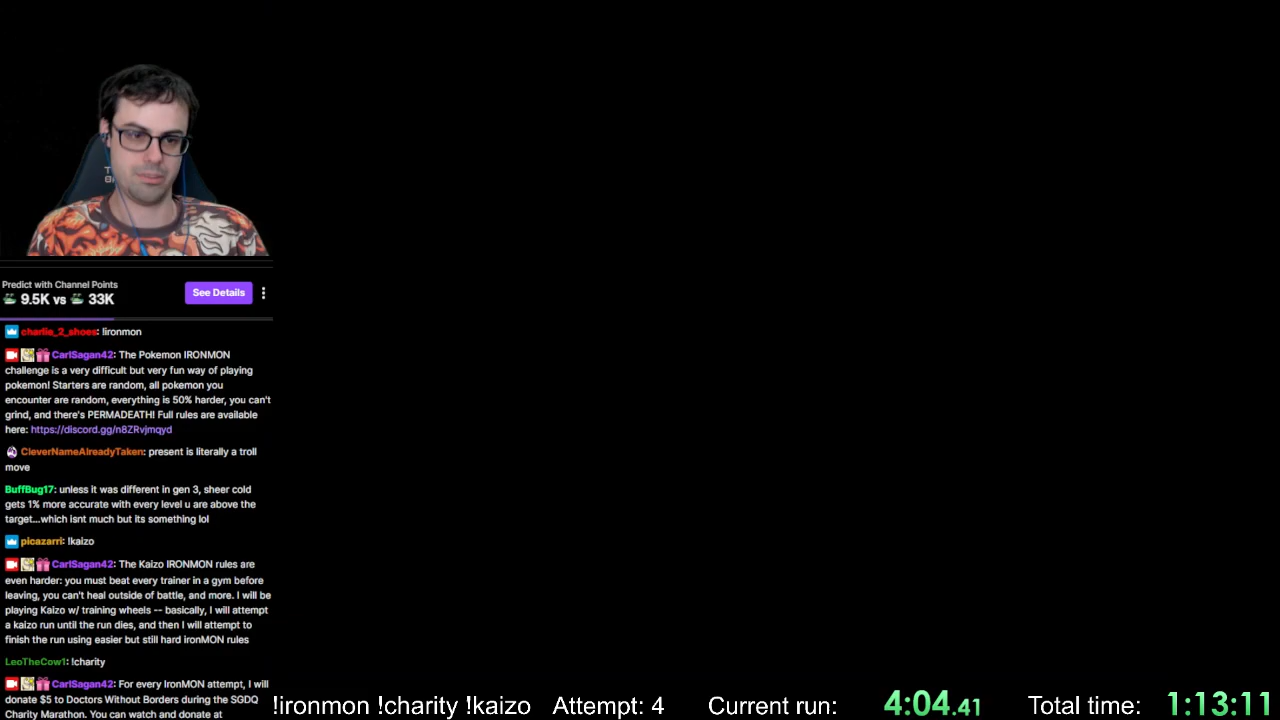 Predict with Channel Points
9.5K vs 33K
See Details
charlie_2_shoes: !ironmon
CarlSagan42: The Pokemon IRONMON
challenge is a very difficult but very fun way of playing
pokemon! Starters are random, all pokemon you
encounter are random, everything is 50% harder, you can't
grind, and there's PERMADEATH! Full rules are available
here: https://discord.gg/n8ZRvjmqyd
CleverNameAlreadyTaken: present is literally a troll
move
BuffBug17: unless it was different in gen 3, sheer cold
gets 1% more accurate with every level u are above the
target...which isnt much but its something lol
picazarri: !kaizo
CarlSagan42: The Kaizo IRONMON rules are
even harder: you must beat every trainer in a gym before
leaving, you can't heal outside of battle, and more. I will be
playing Kaizo w/ training wheels -- basically, I will attempt
a kaizo run until the run dies, and then I will attempt to
finish the run using easier but still hard ironMON rules
LeoTheCow1: !charity
CarlSagan42: For every IronMON attempt, I will
donate $5 to Doctors Without Borders during the SGDQ
Charity Marathon. You can watch and donate at
!ironmon !charity !kaizo Attempt: 4 Current run: 4:04.41 Total time: 1:13:11